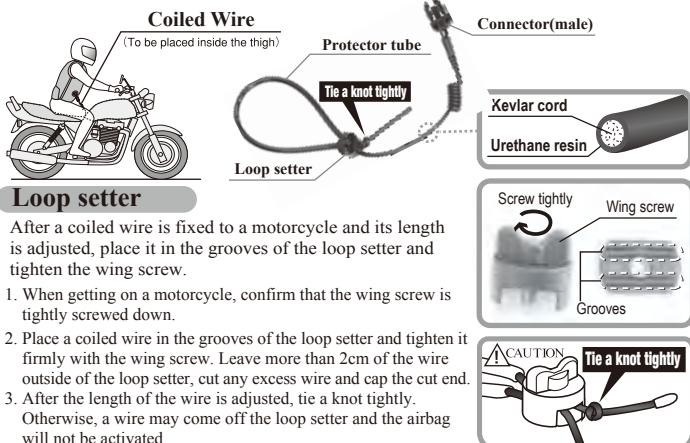 Coiled Wire
(To be placed inside the thigh)
Connector(male)
Protector tube
Tie a knot tightly
Loop setter
Kevlar cord
Urethane resin
Loop setter
After a coiled wire is fixed to a motorcycle and its length
is adjusted, place it in the grooves of the loop setter and
tighten the wing screw.
1. When getting on a motorcycle, confirm that the wing screw is
tightly screwed down.
2. Place a coiled wire in the grooves of the loop setter and tighten it
firmly with the wing screw. Leave more than 2cm of the wire
outside of the loop setter, cut any excess wire and cap the cut end.
3. After the length of the wire is adjusted, tie a knot tightly.
Otherwise, a wire may come off the loop setter and the airbag
will not be activated
Screw tightly
Wing screw
Grooves
CAUTION
Tie a knot tightly